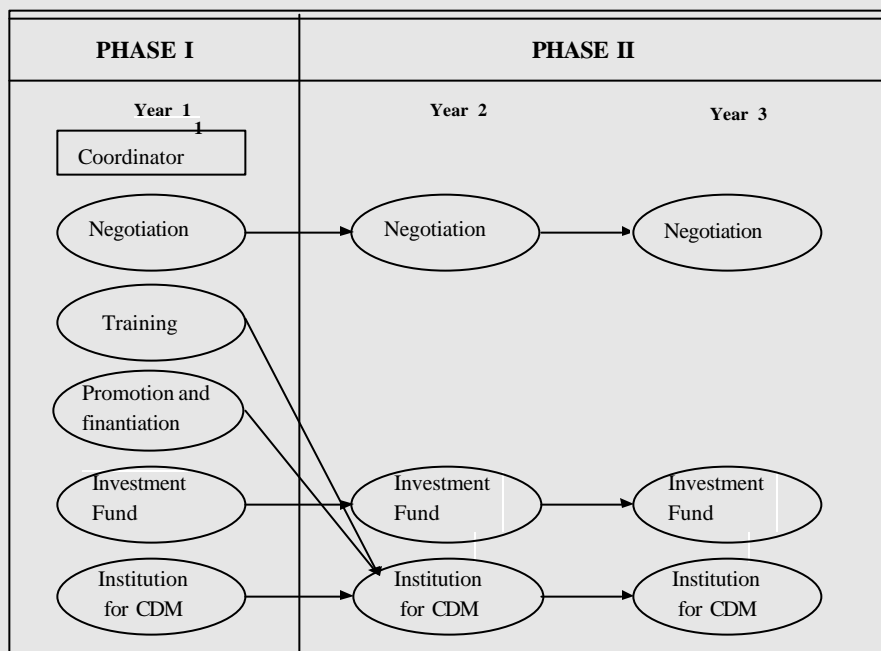 PHASE I
PHASE II
Year 1
1
Year 2
Year 3
Coordinator
Negotiation
Negotiation
Negotiation
Training
Promotion and
finantiation
Investment
Fund
Investment
Fund
Investment
Fund
Institution
for CDM
Institution
for CDM
Institution
for CDM